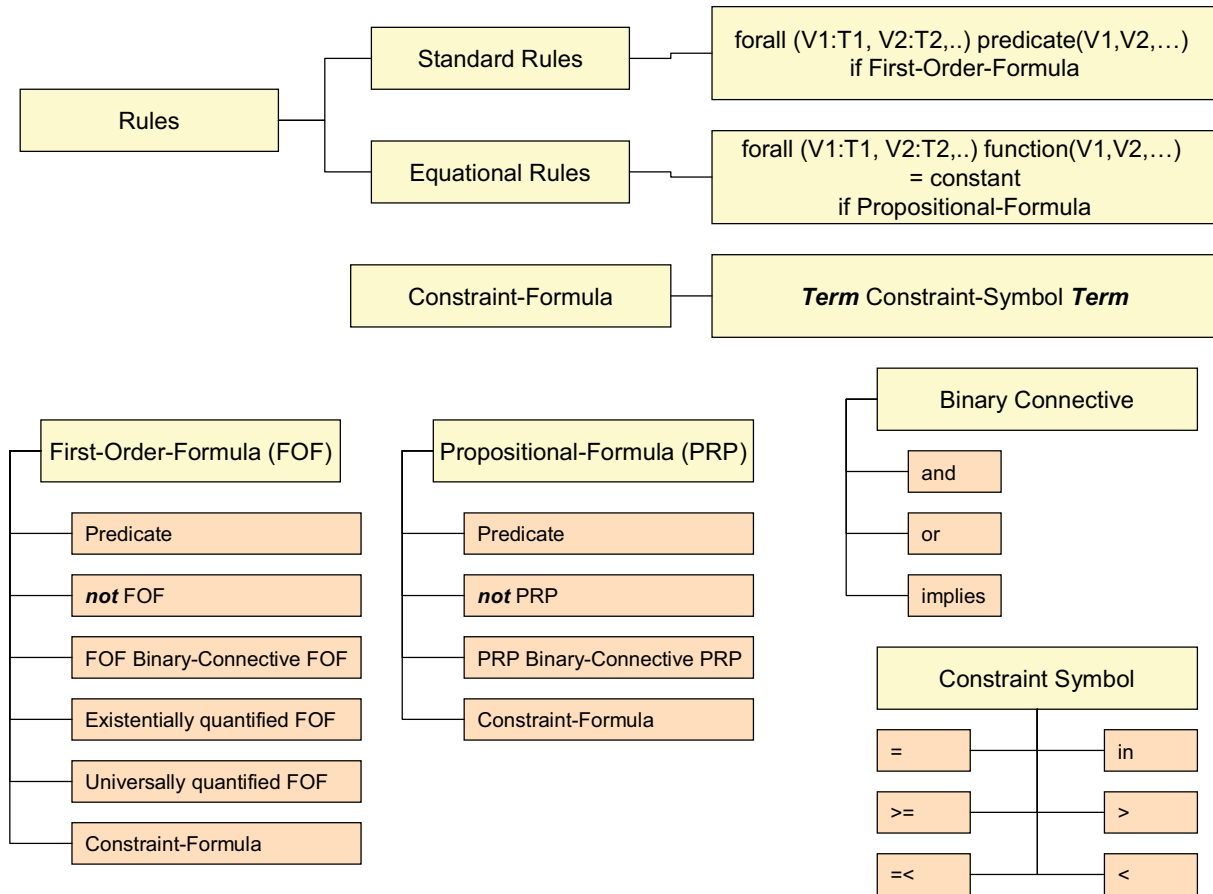 Rules
Standard Rules
forall (V1:T1, V2:T2,..) predicate(V1,V2,…)
if First-Order-Formula
Equational Rules
forall (V1:T1, V2:T2,..) function(V1,V2,…)
= constant
if Propositional-Formula
Constraint-Formula
Term Constraint-Symbol Term
First-Order-Formula (FOF)
Predicate
not FOF
FOF Binary-Connective FOF
Existentially quantified FOF
Universally quantified FOF
Constraint-Formula
Propositional-Formula (PRP)
Predicate
not PRP
PRP Binary-Connective PRP
Constraint-Formula
Binary Connective
and
or
implies
Constraint Symbol
=
in
>=
>
=<
<